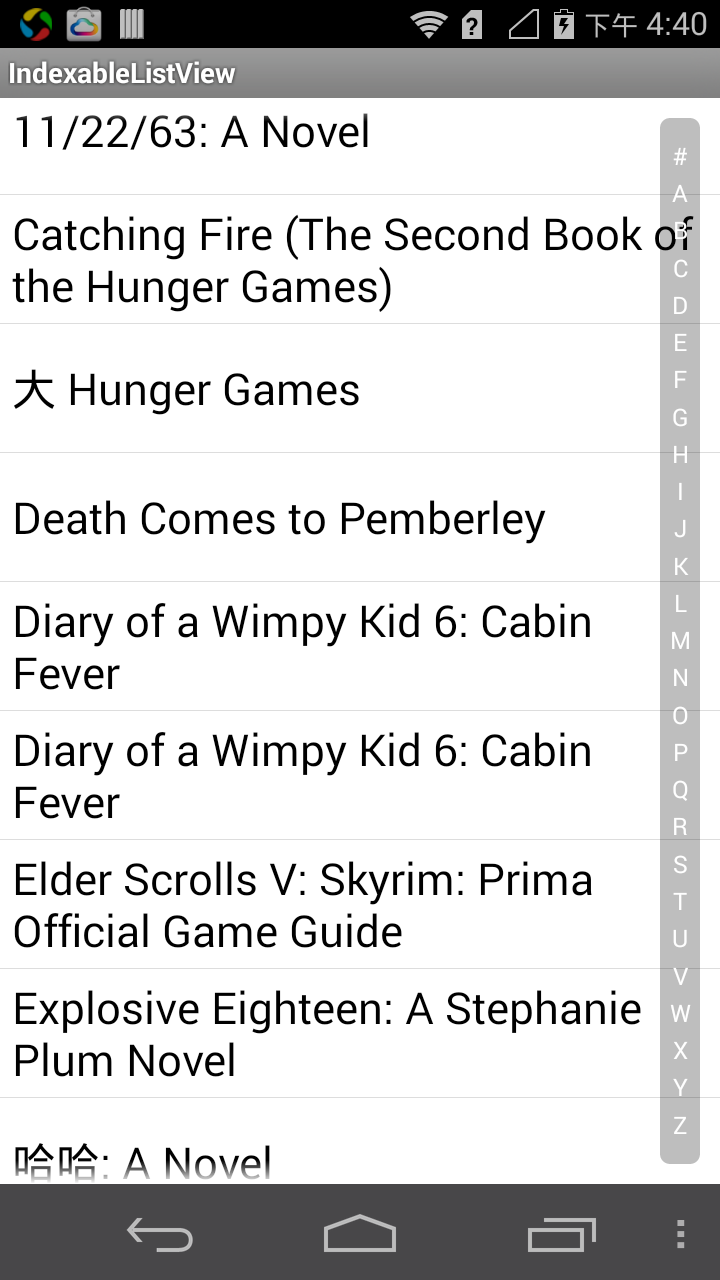 下午 4:40
IndexableListView
11/22/63: A Novel
Catching Fire (The Second Book of
the Hunger Games)
大 Hunger Games
Death Comes to Pemberley
Diary of a Wimpy Kid 6: Cabin
Fever
Diary of a Wimpy Kid 6: Cabin
Fever
Elder Scrolls V: Skyrim: Prima
Official Game Guide
Explosive Eighteen: A Stephanie
Plum Novel
哈哈: A Novel
#
A
B
C
D
E
F
G
H
I
J
K
L
M
N
O
P
Q
R
S
T
U
V
W
X
Y
Z